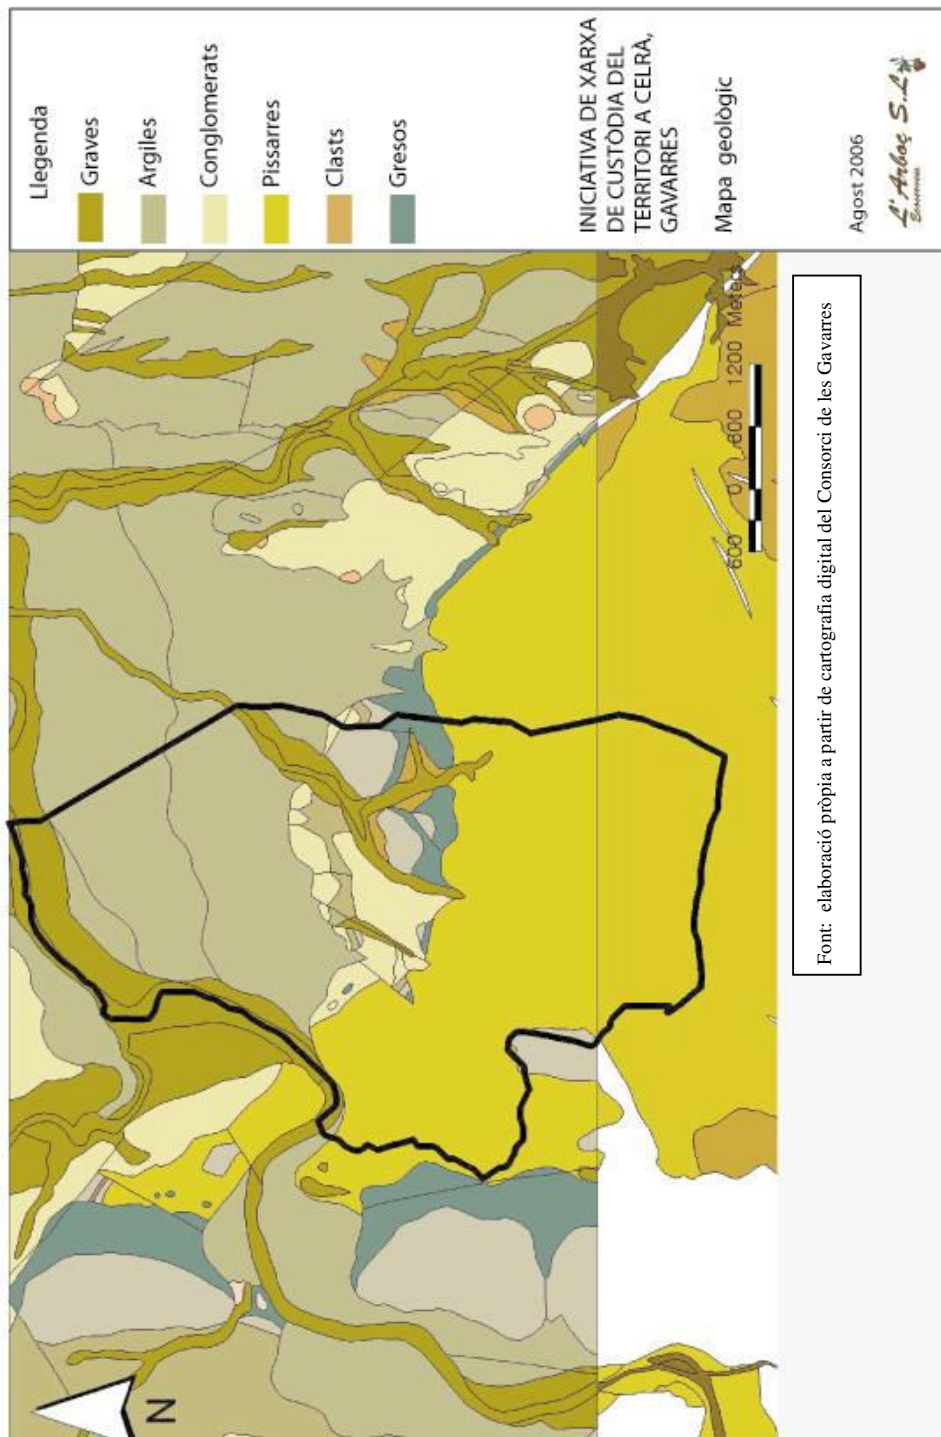 Llegenda
Graves
Argiles
Conglomerats
Pissarres
Clasts
Gresos
INICIATIVA DE XARXA
DE CUSTÒDIA DEL
TERRITORI A CELRÀ,
GAVARRES
Mapa geològic
Agost 2006
L'Arboç S.L.
N
600 0 600 1200 Meters
Font: elaboració pròpia a partir de cartografia digital del Consorci de les Gavarres